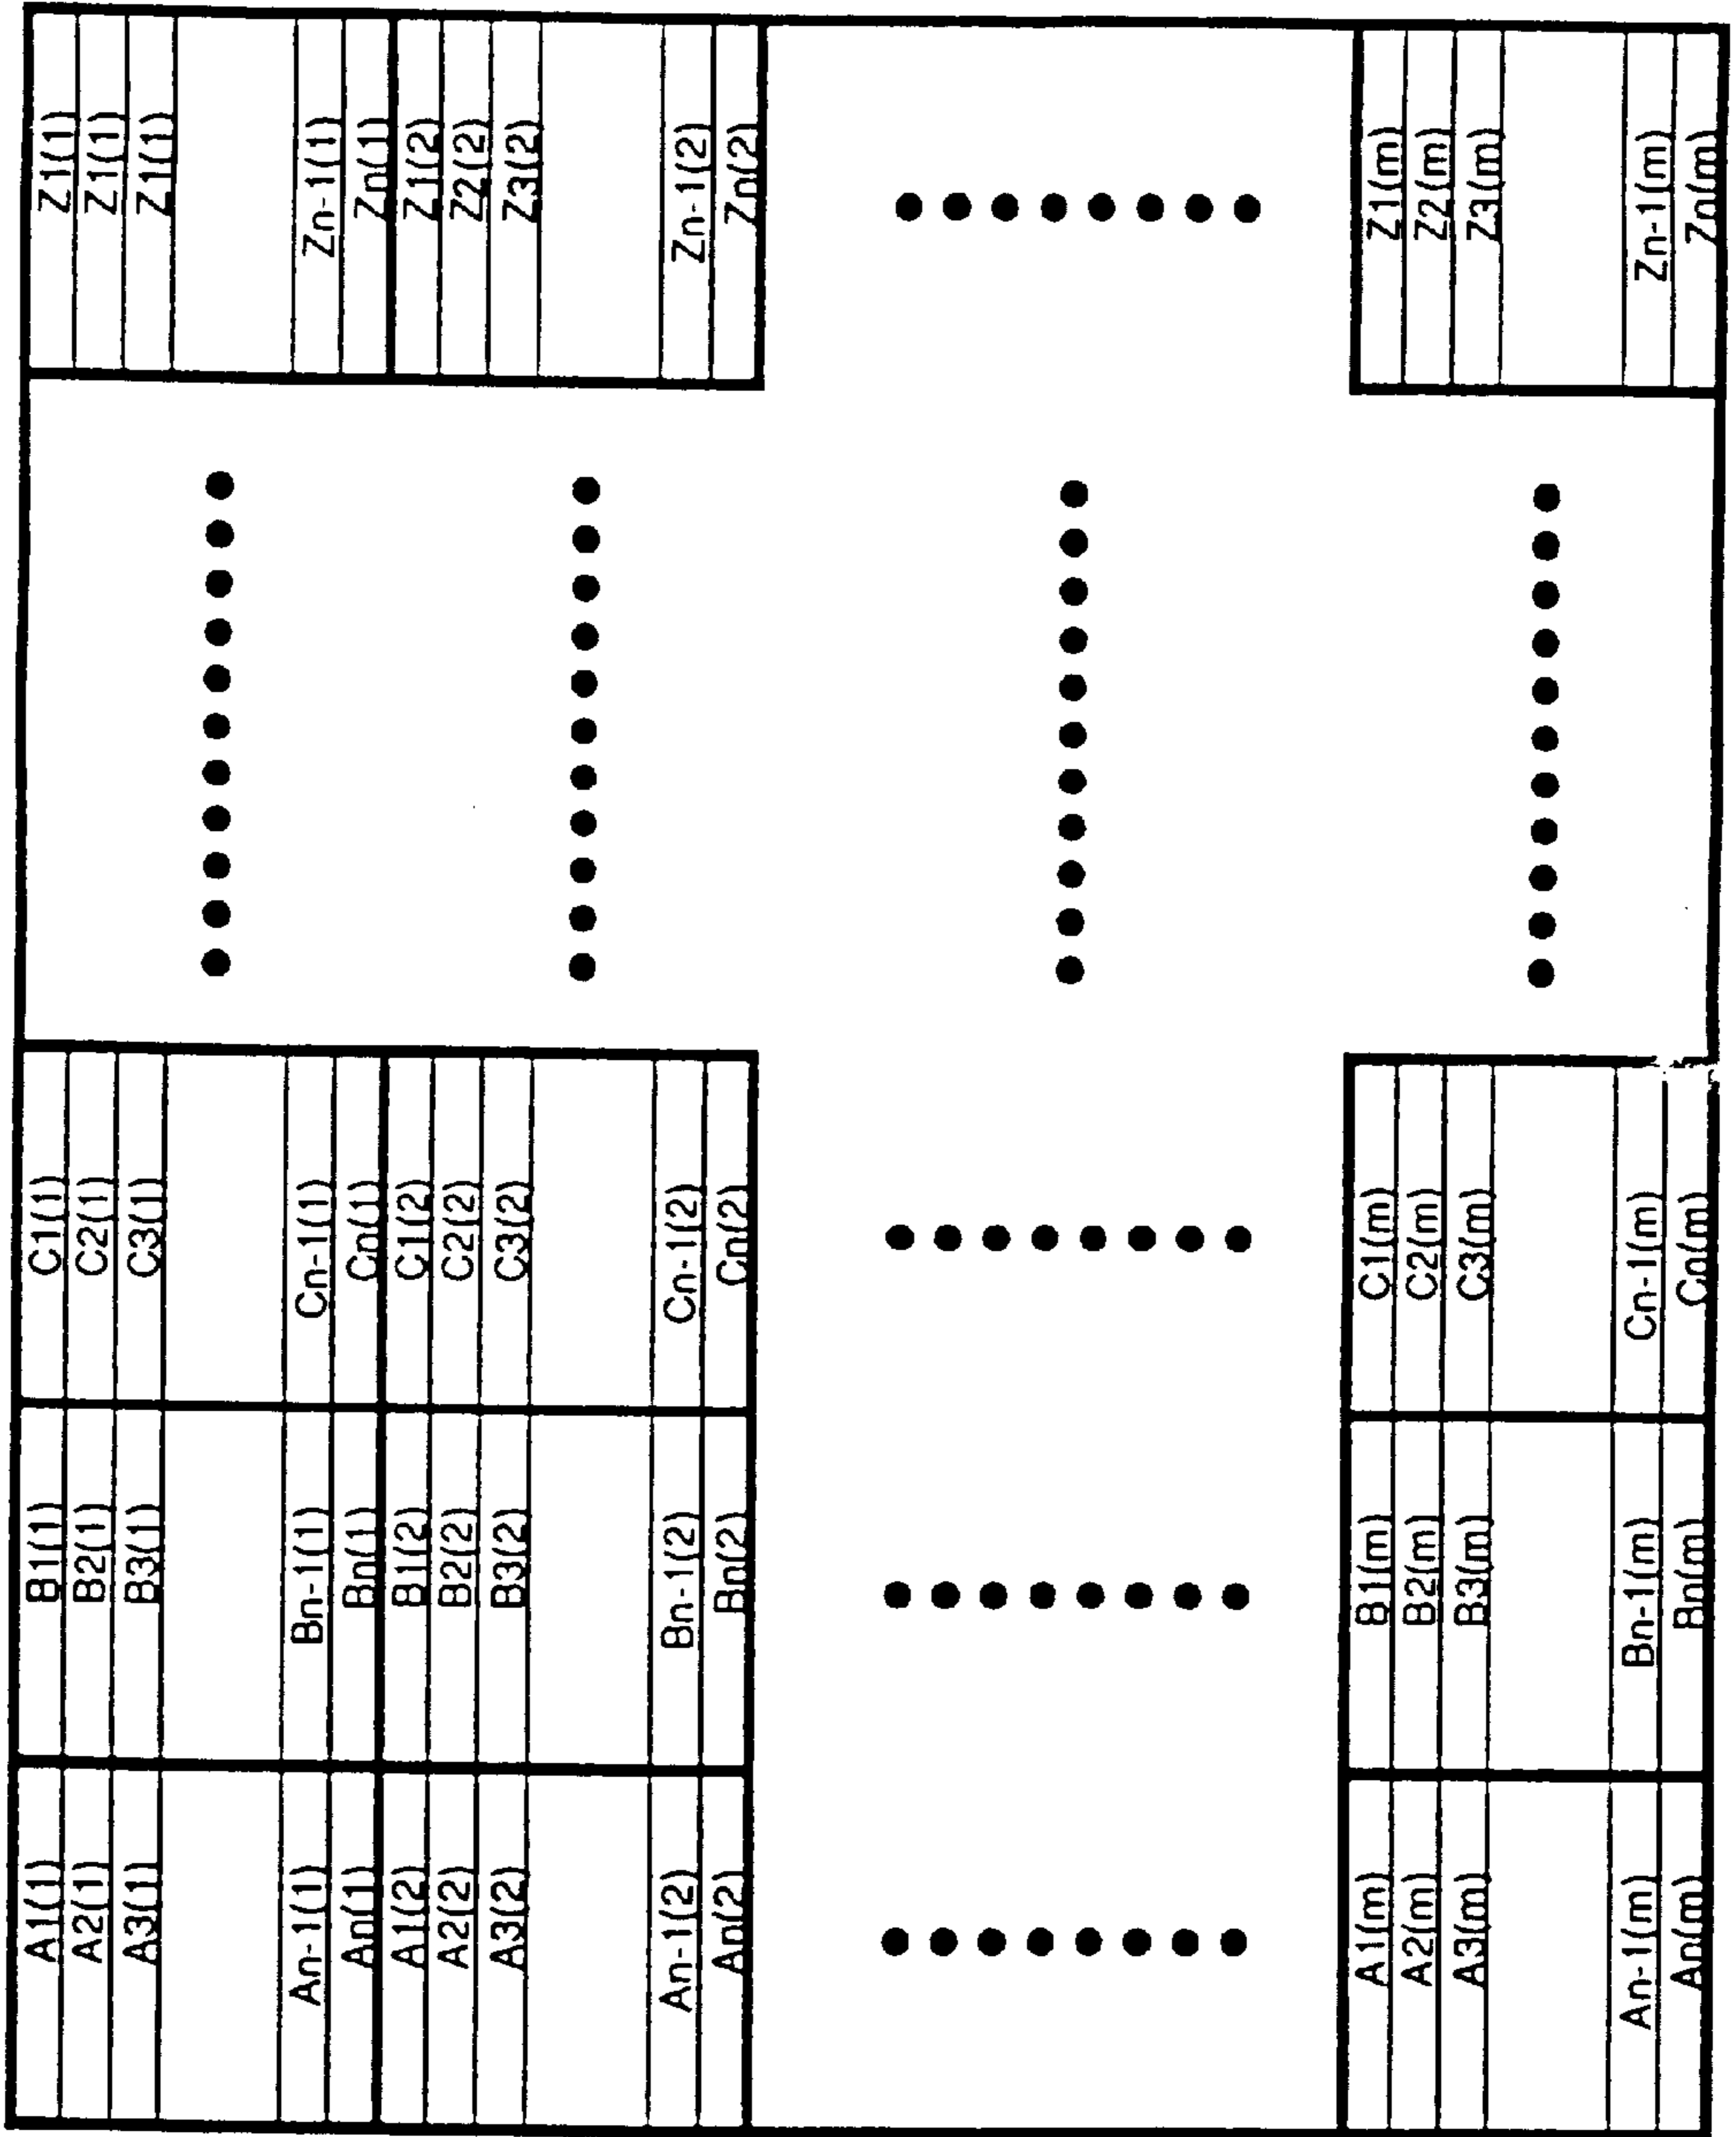 A1(1) B1(1) C1(1) Z1(1)
A2(1) B2(1) C2(1) Z1(1)
A3(1) B3(1) C3(1) Z1(1)
An-1(1) Bn-1(1) Cn-1(1) Zn-1(1)
An(1) Bn(1) Cn(1) Zn(1)
A1(2) B1(2) C1(2) Z1(2)
A2(2) B2(2) C2(2) Z2(2)
A3(2) B3(2) C3(2) Z3(2)
An-1(2) Bn-1(2) Cn-1(2) Zn-1(2)
An(2) Bn(2) Cn(2) Zn(2)
A1(m) B1(m) C1(m) Z1(m)
A2(m) B2(m) C2(m) Z2(m)
A3(m) B3(m) C3(m) Z3(m)
An-1(m) Bn-1(m) Cn-1(m) Zn-1(m)
An(m) Bn(m) Cn(m) Zn(m)